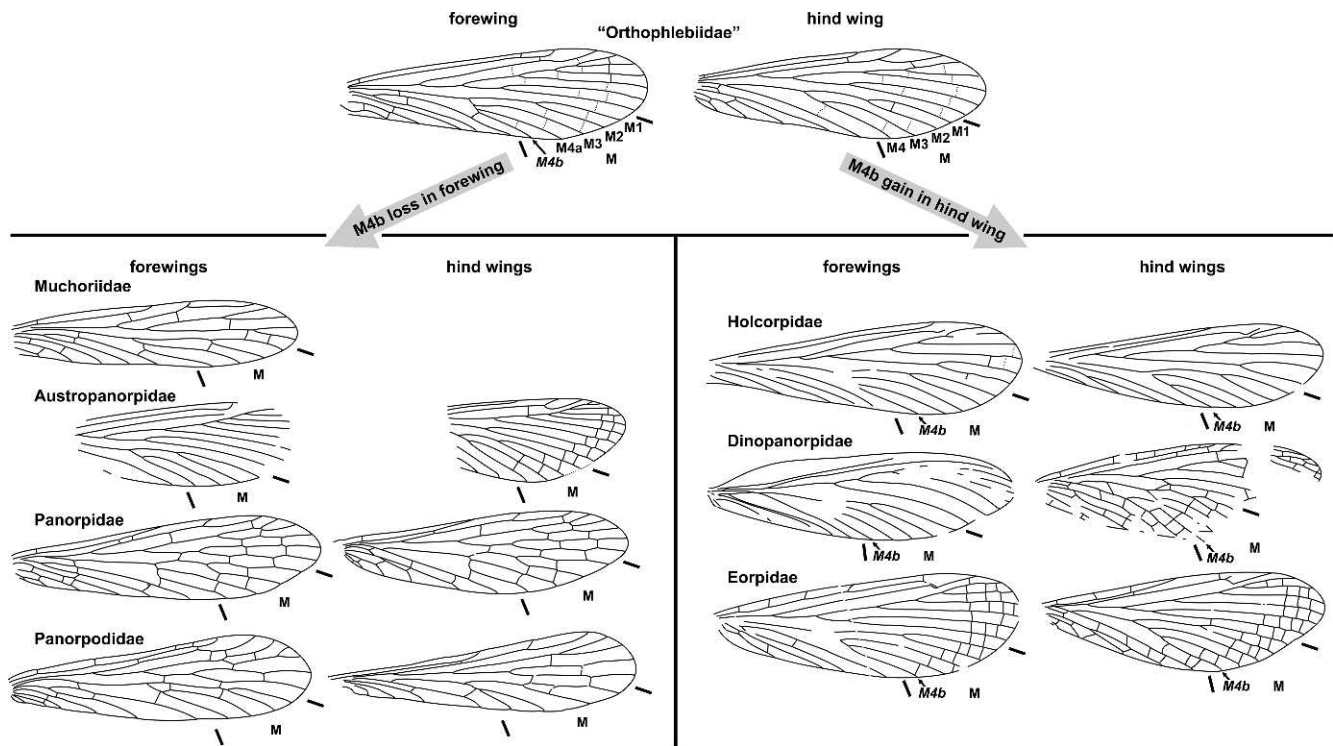 forewing
hind wing
“Orthophlebiidae”
M1
M2
M3
M4a
M4b
M
M1
M2
M3
M4
M
M4b loss in forewing
M4b gain in hind wing
forewings
hind wings
Muchoriidae
M
Austropanorpidae
M
M
Panorpidae
M
M
Panorpodidae
M
M
forewings
hind wings
Holcorpidae
M4b
M
M4b
M
Dinopanorpidae
M4b
M
M4b
M
Eorpidae
M4b
M
M4b
M